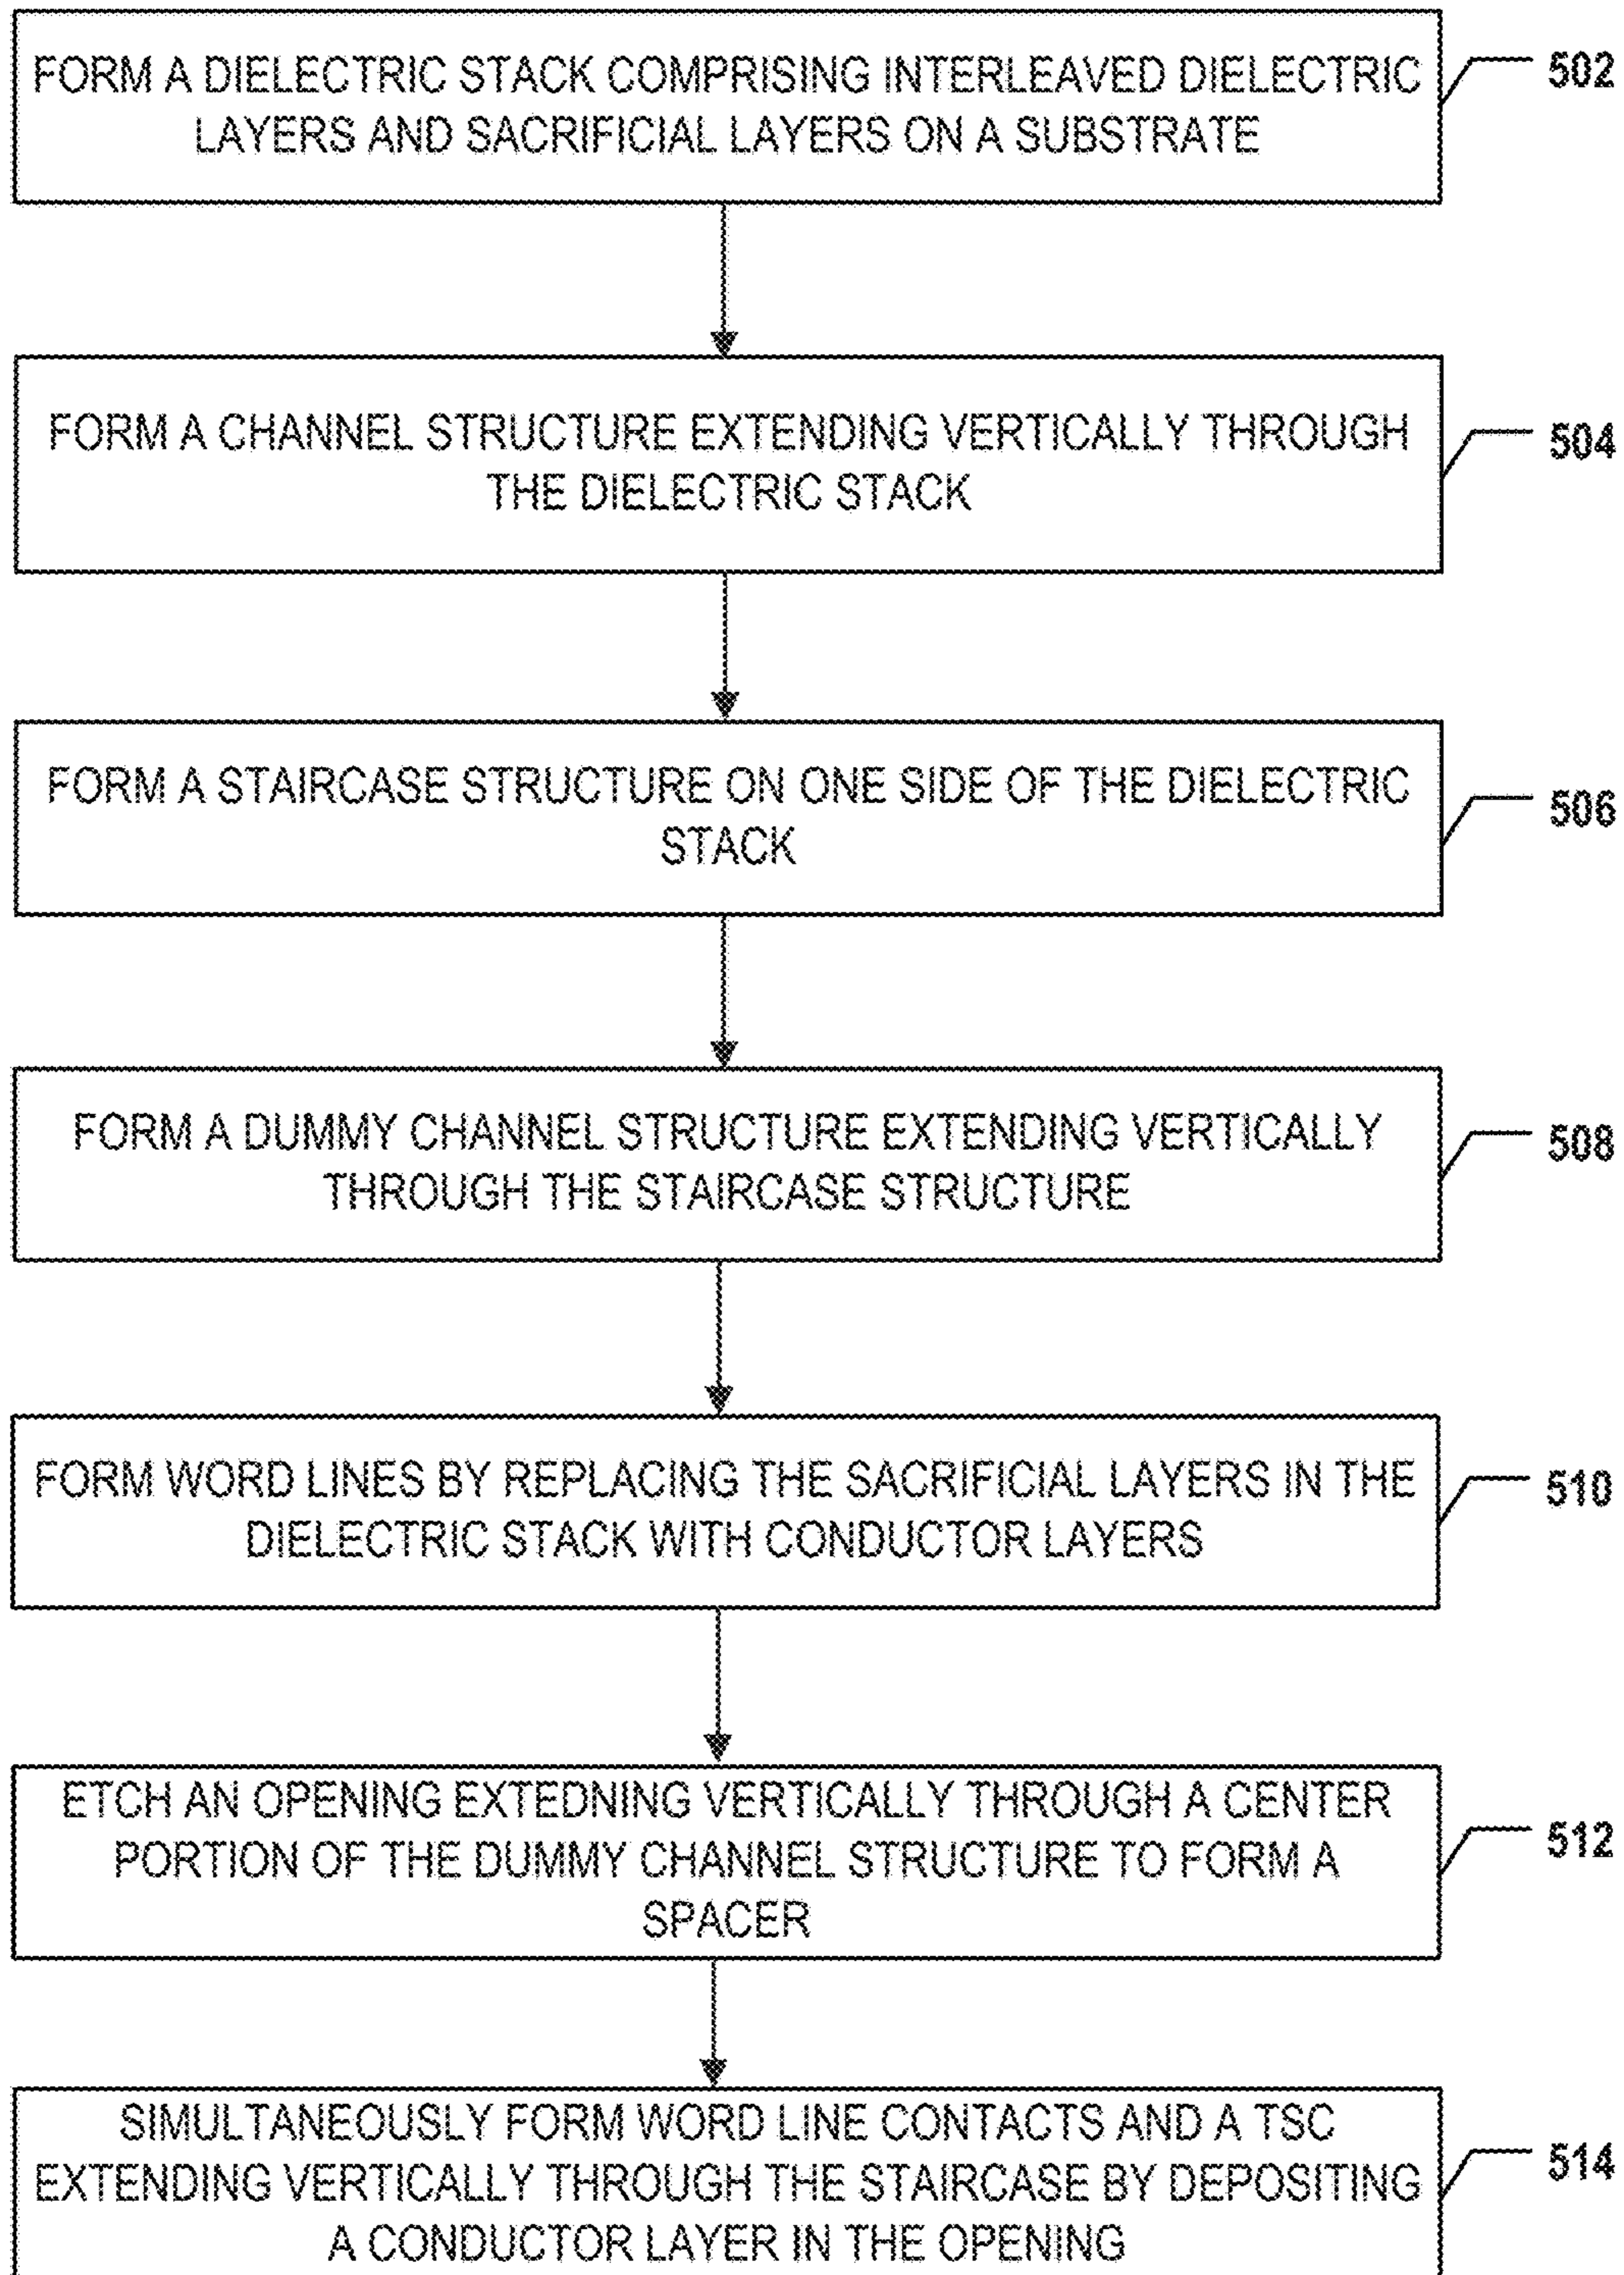 FORM A DIELECTRIC STACK COMPRISING INTERLEAVED DIELECTRIC
LAYERS AND SACRIFICIAL LAYERS ON A SUBSTRATE
502
FORM A CHANNEL STRUCTURE EXTENDING VERTICALLY THROUGH
THE DIELECTRIC STACK
504
FORM A STAIRCASE STRUCTURE ON ONE SIDE OF THE DIELECTRIC
STACK
506
FORM A DUMMY CHANNEL STRUCTURE EXTENDING VERTICALLY
THROUGH THE STAIRCASE STRUCTURE
508
FORM WORD LINES BY REPLACING THE SACRIFICIAL LAYERS IN THE
DIELECTRIC STACK WITH CONDUCTOR LAYERS
510
ETCH AN OPENING EXTEDNING VERTICALLY THROUGH A CENTER
PORTION OF THE DUMMY CHANNEL STRUCTURE TO FORM A
SPACER
512
SIMULTANEOUSLY FORM WORD LINE CONTACTS AND A TSC
EXTENDING VERTICALLY THROUGH THE STAIRCASE BY DEPOSITING
A CONDUCTOR LAYER IN THE OPENING
514